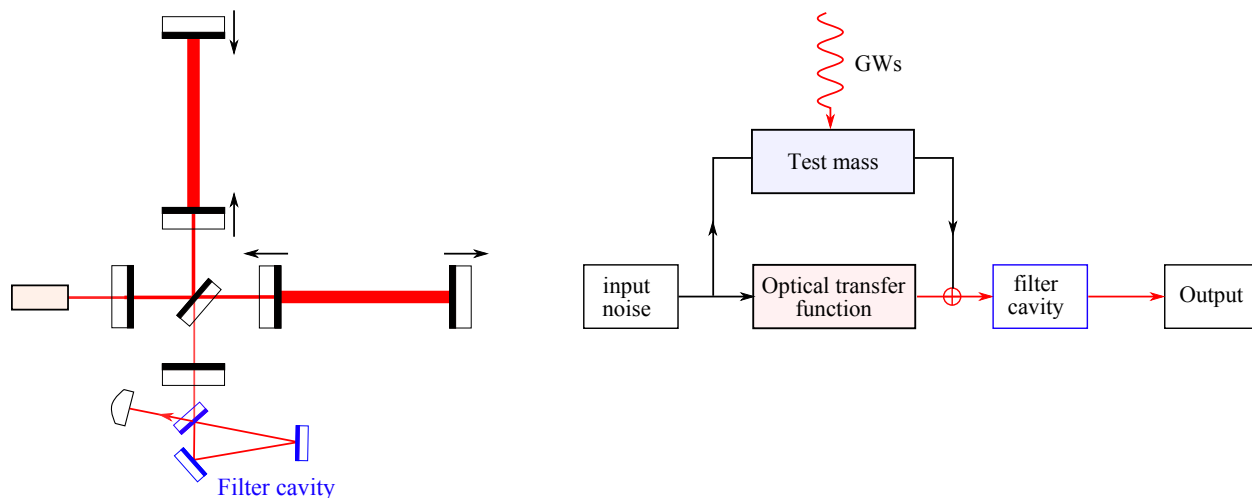 GWs
Test mass
input
noise
Optical transfer
function
filter
cavity
Output
Filter cavity